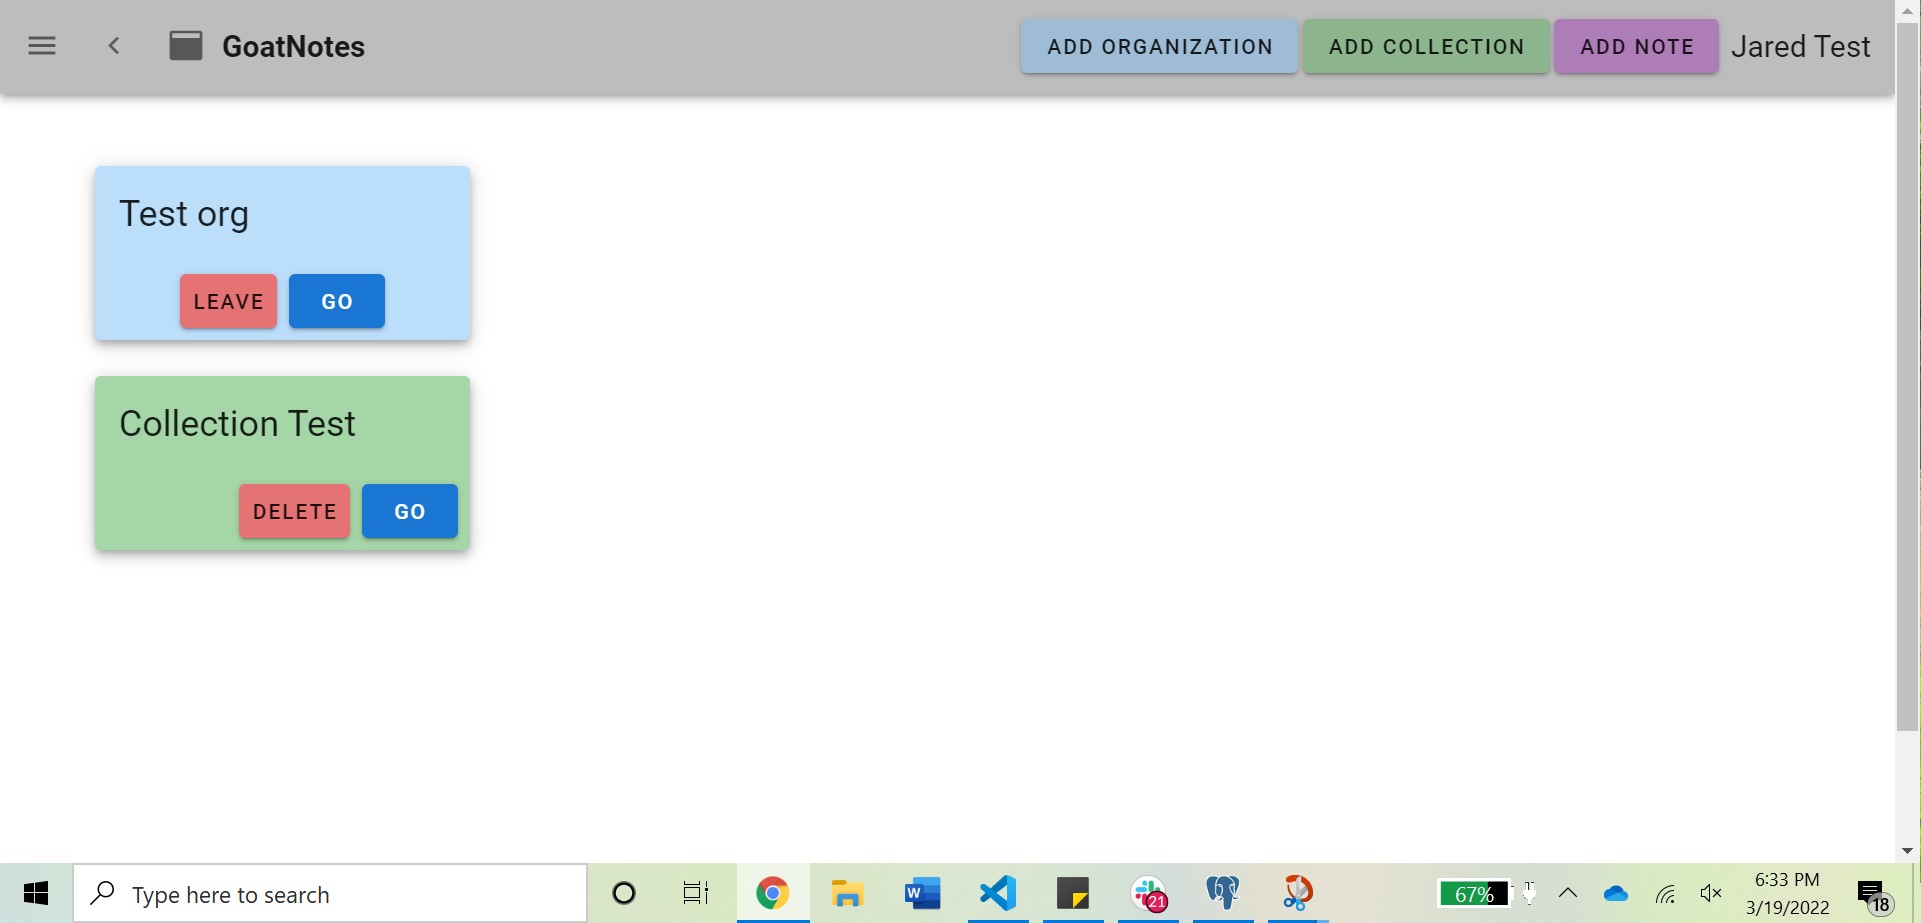 GoatNotes
ADD ORGANIZATION
ADD COLLECTION
ADD NOTE
Jared Test
Test org
LEAVE
GO
Collection Test
DELETE
GO
Type here to search
W
21
67%
6:33 PM
3/19/2022
18